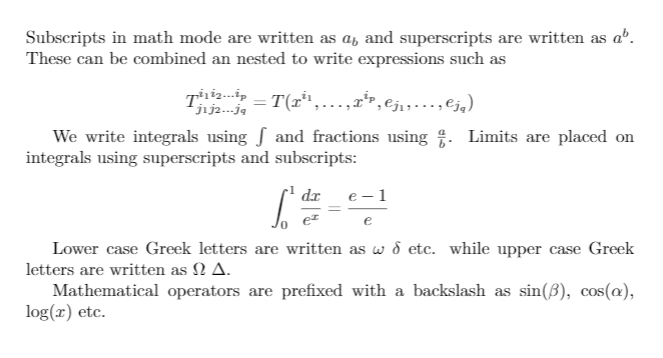 Subscripts in math mode are written as $a_b$ and superscripts are written as $a^b$.
These can be combined an nested to write expressions such as
$T^{i_1 i_2 \dots i_p}_{j_1 j_2 \dots j_q} = T(x^{i_1}, \dots, x^{i_p}, e_{j_1}, \dots, e_{j_q})$
We write integrals using $\int$ and fractions using $\frac{a}{b}$. Limits are placed on
integrals using superscripts and subscripts:
$\int_0^1 \frac{dx}{e^x} = \frac{e-1}{e}$
Lower case Greek letters are written as $\omega$ $\delta$ etc. while upper case Greek
letters are written as $\Omega$ $\Delta$.
Mathematical operators are prefixed with a backslash as $\sin(\beta)$, $\cos(\alpha)$,
$\log(x)$ etc.